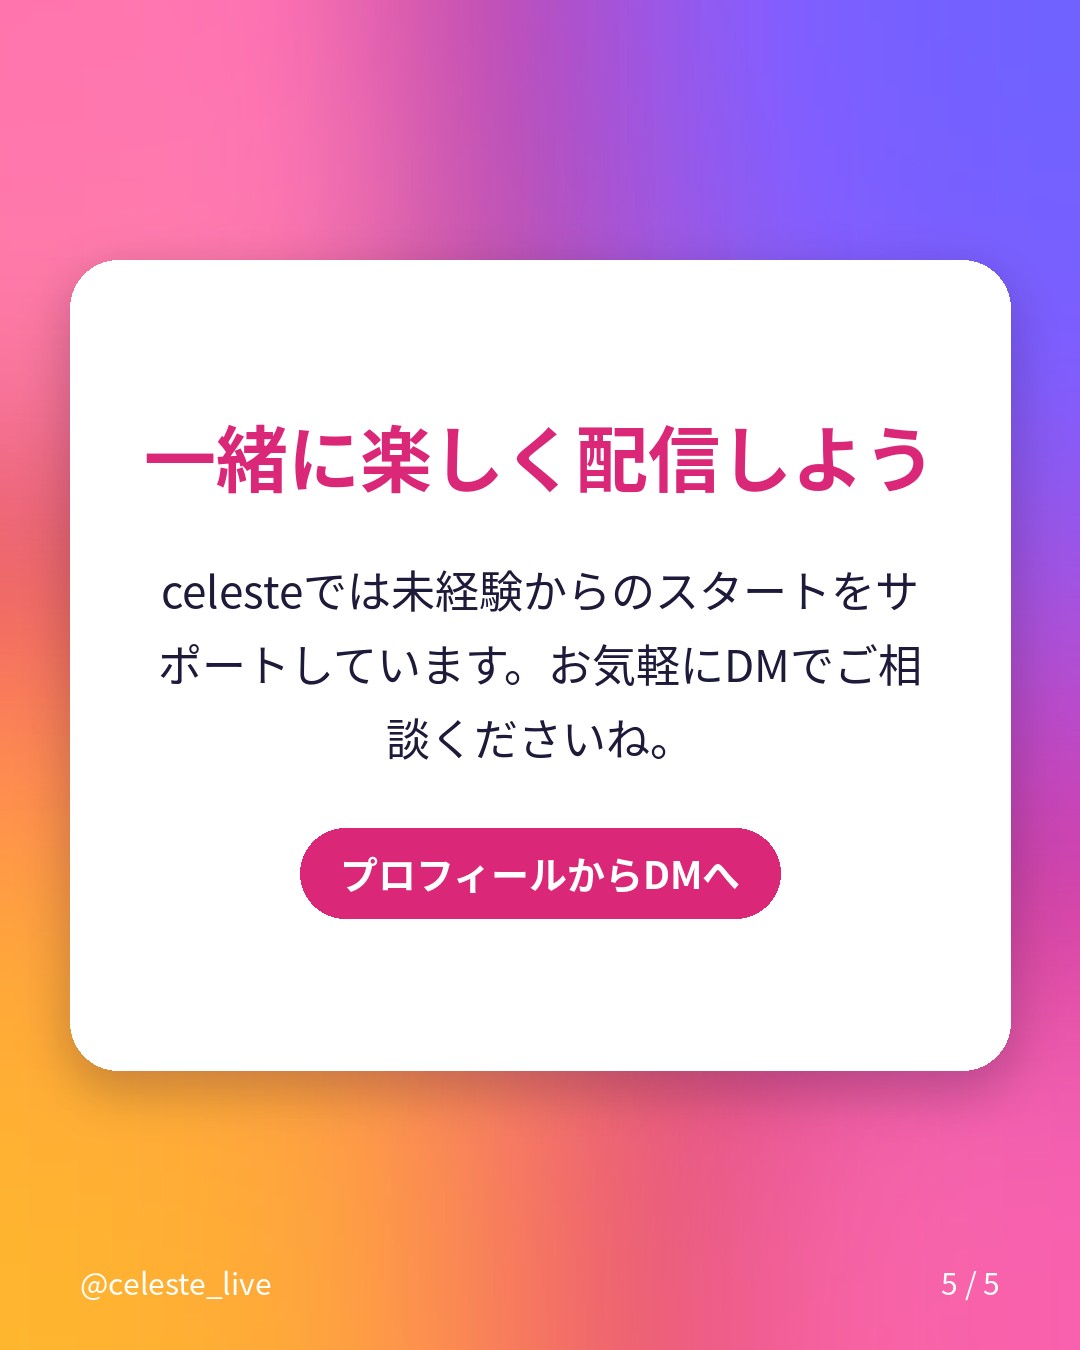 一緒に楽しく配信しよう
celesteでは未経験からのスタートをサ
ポートしています。お気軽にDMでご相
談くださいね。
プロフィールからDMへ
@celeste_live
5 / 5